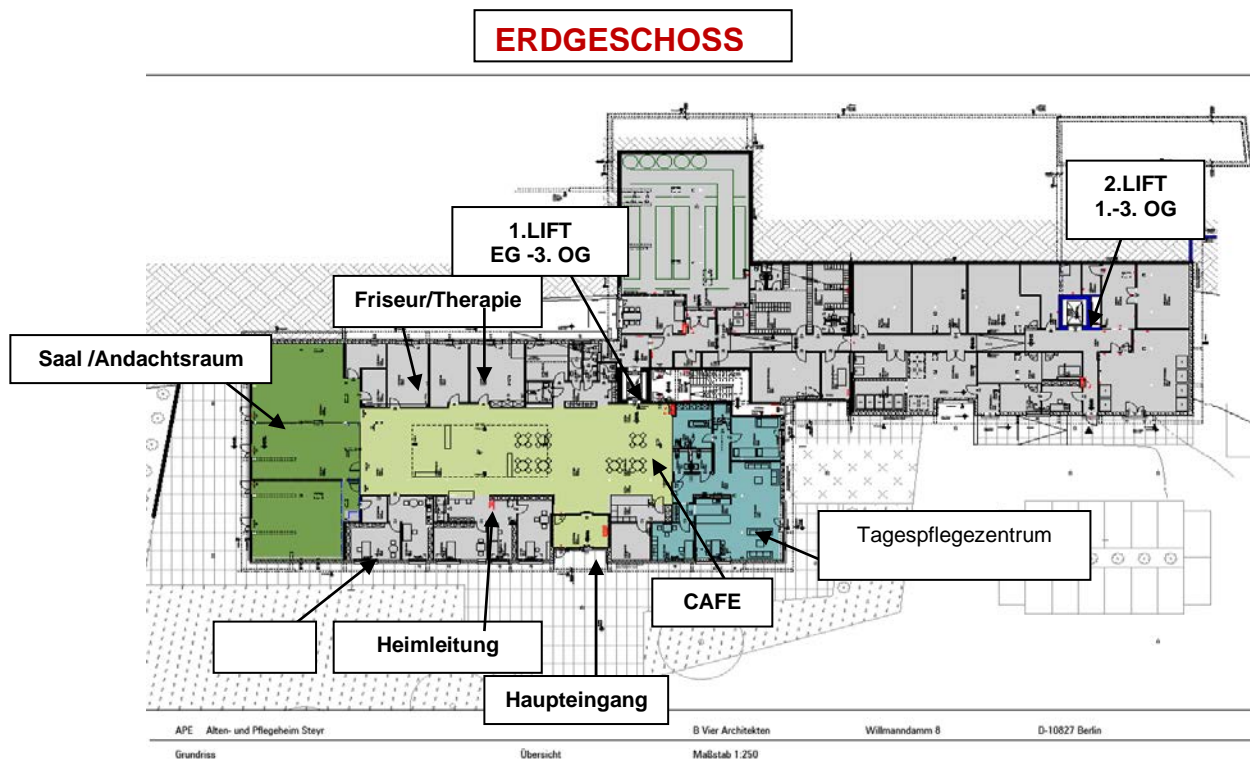 ERDGESCHOSS
2.LIFT
1.-3. OG
1.LIFT
EG -3. OG
Friseur/Therapie
Saal /Andachtsraum
Tagespflegezentrum
CAFE
Heimleitung
Haupteingang
APE Alten- und Pflegeheim Steyr B Vier Architekten Willmanndamm 8 D-10827 Berlin
Grundriss Übersicht Maßstab 1:250